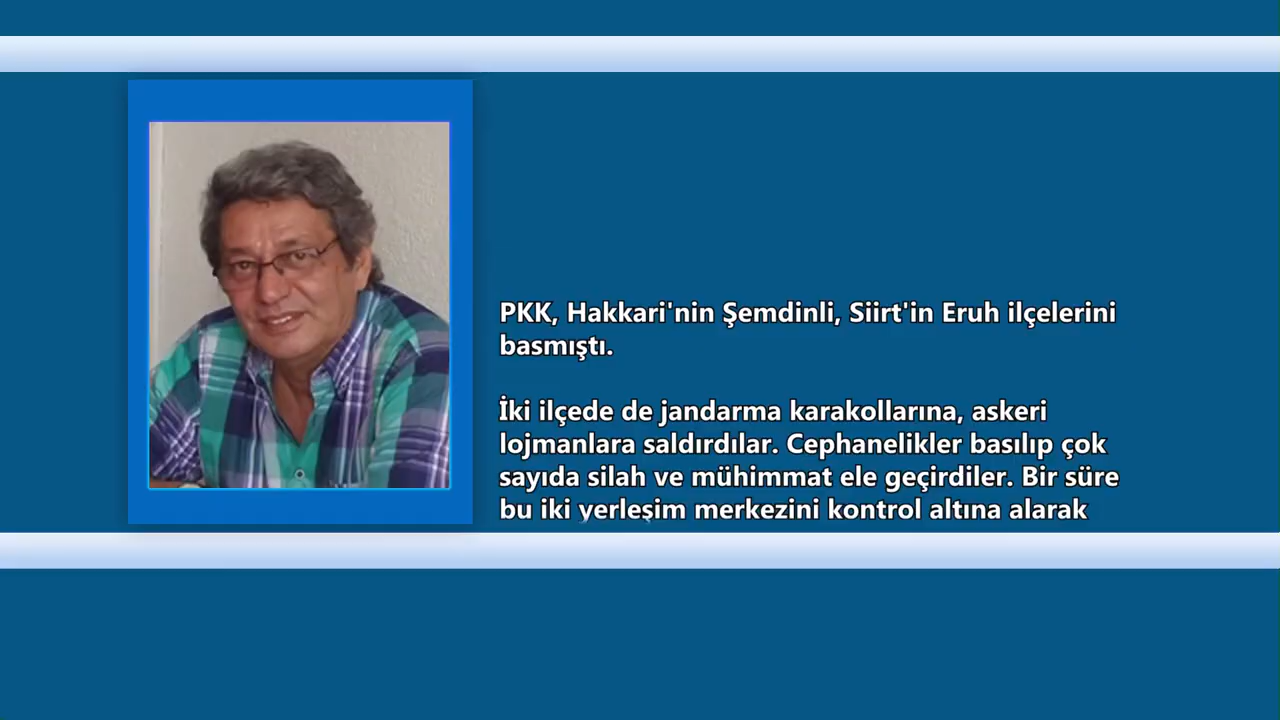 PKK, Hakkari'nin Şemdinli, Siirt'in Eruh ilçelerini
basmıştı.
İki ilçede de jandarma karakollarına, askeri
lojmanlara saldırdılar. Cephanelikler basılıp çok
sayıda silah ve mühimmat ele geçirdiler. Bir süre
bu iki yerleşim merkezini kontrol altına alarak